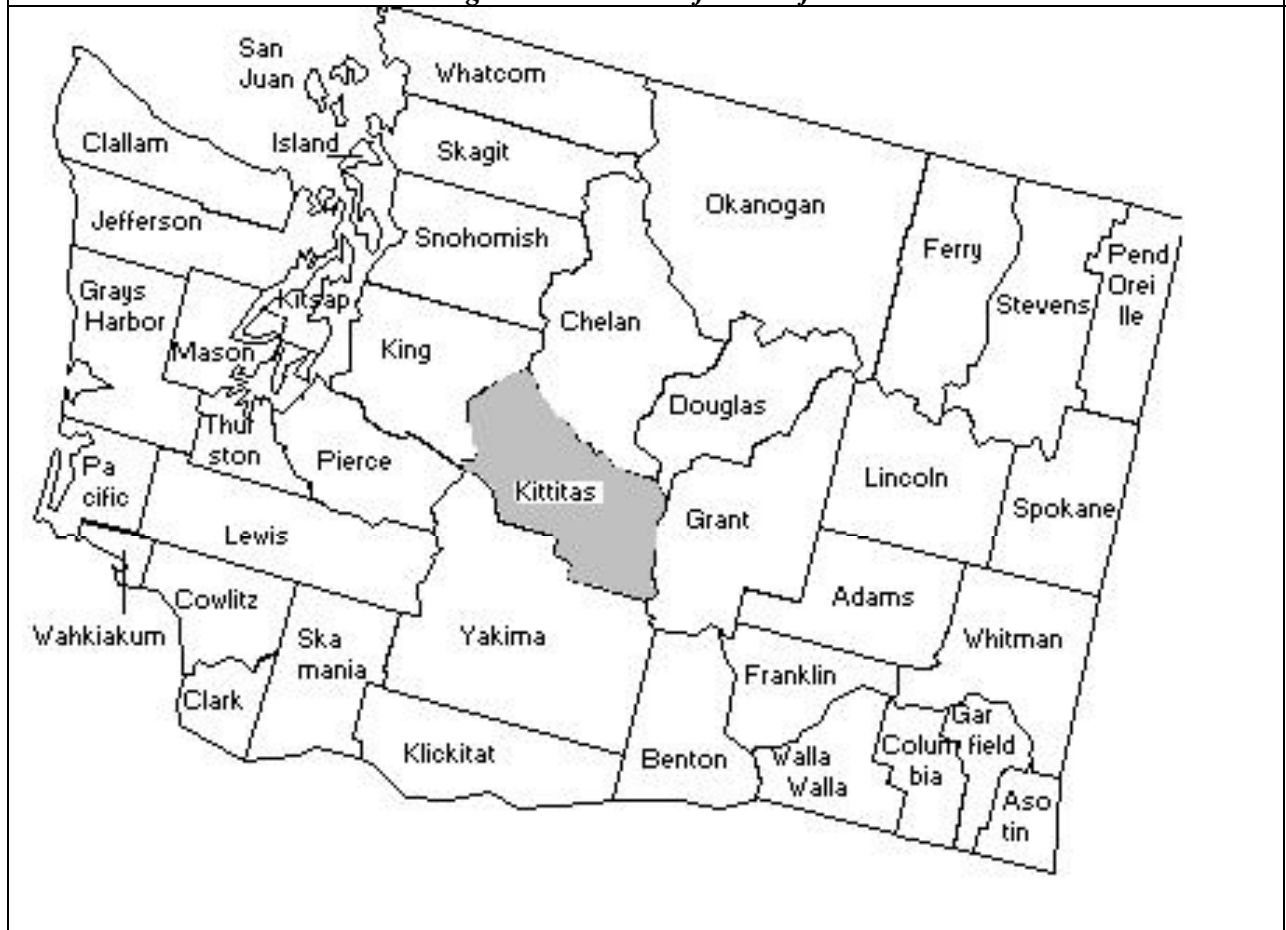 San
Juan
Whatcom
Clallam
Island
Skagit
Jefferson
Okanogan
Snohomish
Ferry
Pend
Orei
lle
Grays
Harbor
Kitsap
Stevens
Chelan
King
Mason
Douglas
Thur
ston
Pierce
Pa
cific
Kittitas
Lincoln
Grant
Spokane
Lewis
Adams
Cowlitz
Wahkiakum
Ska
mania
Yakima
Whitman
Franklin
Clark
Gar
field
Klickitat
Benton
Walla
Walla
Colum
bia
Aso
tin